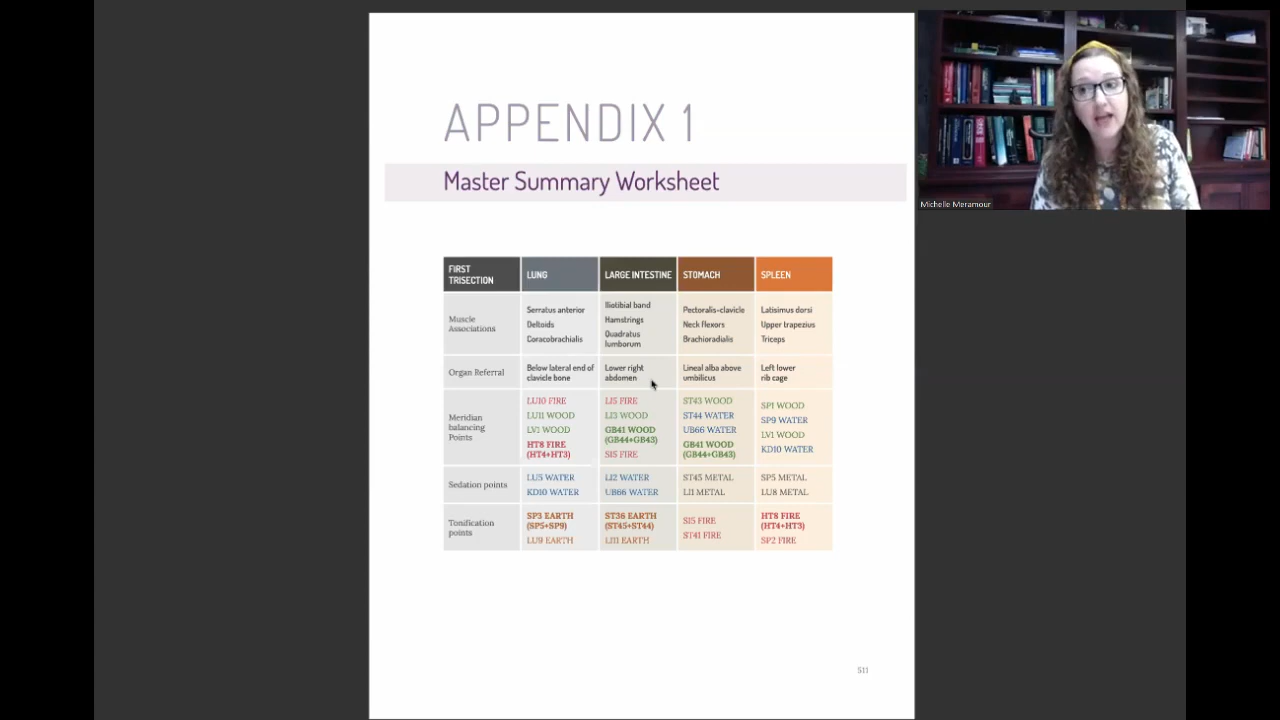 APPENDIX 1
Master Summary Worksheet
FIRST TRISECTION
LUNG
LARGE INTESTINE
STOMACH
SPLEEN
Muscle
Associations
Serratus anterior
Deltoids
Coracobrachialis
Iliotibial band
Hamstrings
Quadratus
lumborum
Pectoralis-clavicle
Neck flexors
Brachioradialis
Latisimus dorsi
Upper trapezius
Triceps
Organ Referral
Below lateral end of
clavicle bone
Lower right
abdomen
Lineal alba above
umbilicus
Left lower
rib cage
Meridian
balancing
Points
LU10 FIRE
LU11 WOOD
LV1 WOOD
HT8 FIRE
(HT4+HT3)
LI5 FIRE
LI3 WOOD
GB41 WOOD
(GB44+GB43)
SI5 FIRE
ST43 WOOD
ST44 WATER
UB66 WATER
GB41 WOOD
(GB44+GB43)
SP1 WOOD
SP9 WATER
LV1 WOOD
KD10 WATER
Sedation points
LU5 WATER
KD10 WATER
LI2 WATER
UB66 WATER
ST45 METAL
LI1 METAL
SP5 METAL
LU8 METAL
Tonification
points
SP3 EARTH
(SP5+SP9)
LU9 EARTH
ST36 EARTH
(ST45+ST44)
LI11 EARTH
SI5 FIRE
ST41 FIRE
HT8 FIRE
(HT4+HT3)
SP2 FIRE
511
Michelle Meramour